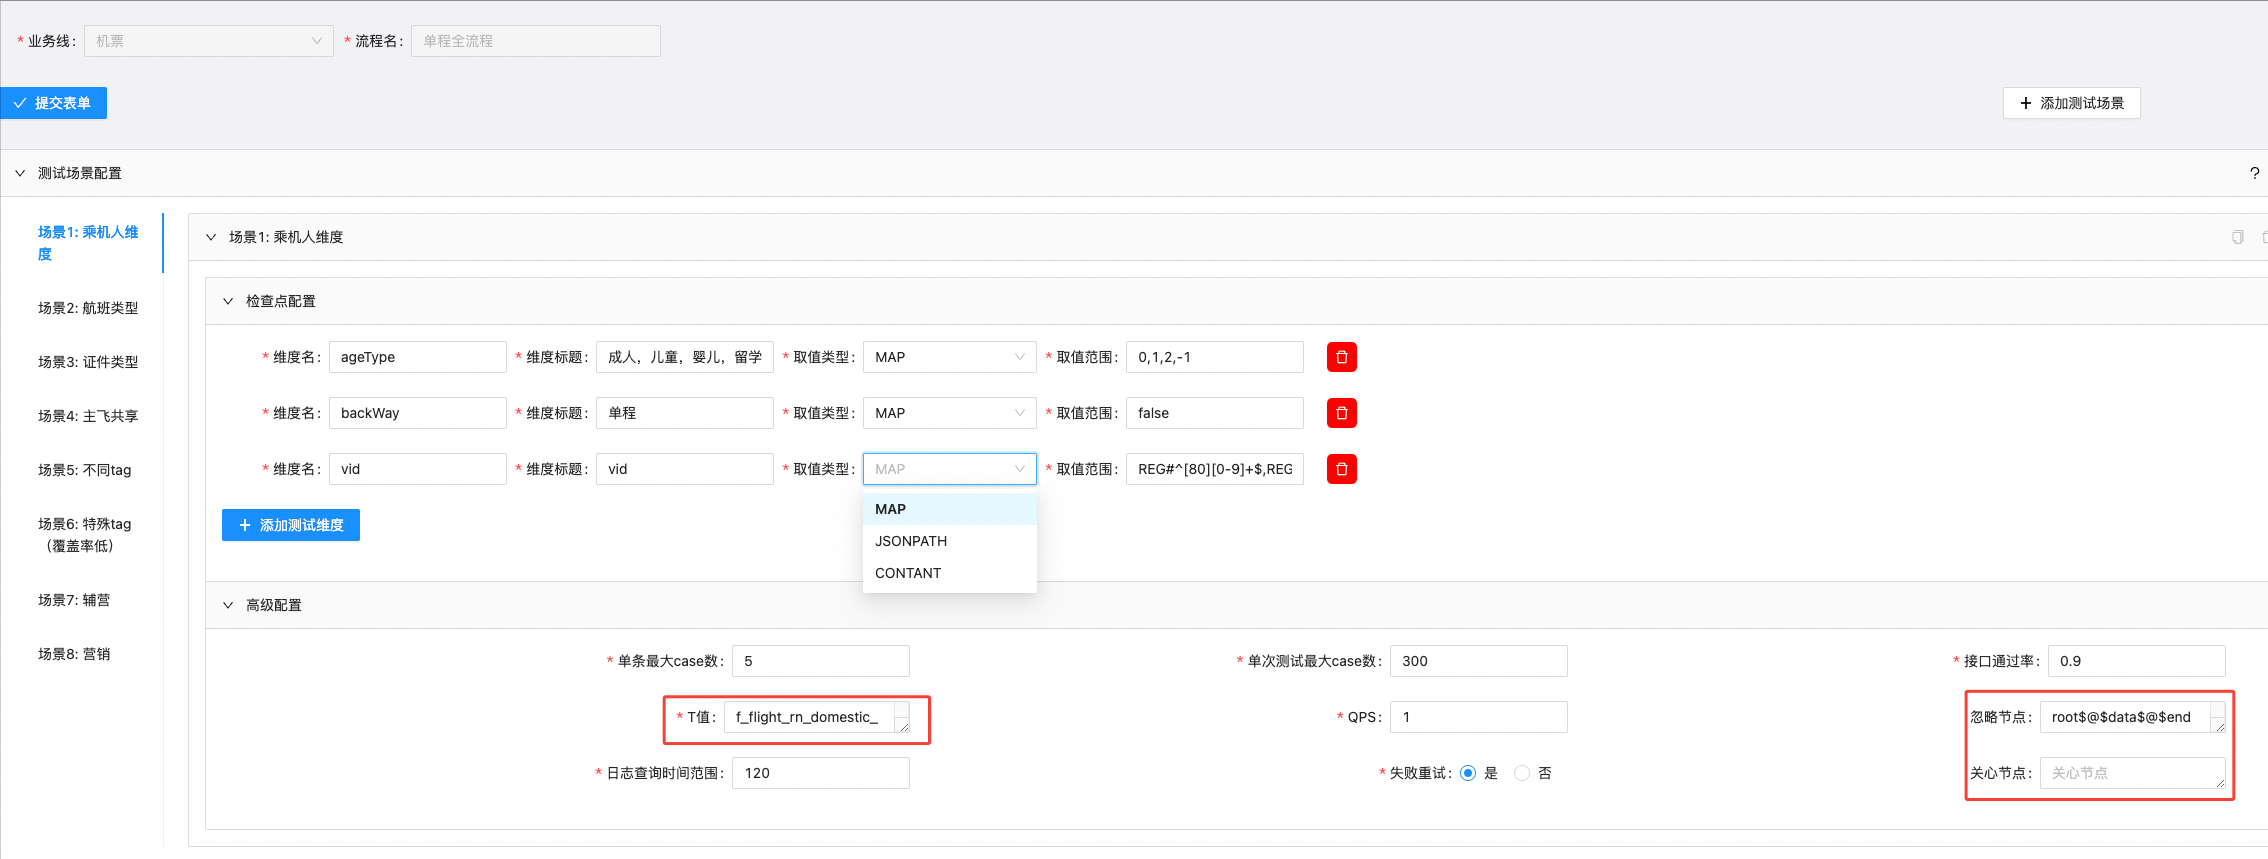 * 业务线: 机票 * 流程名: 单程全流程
提交表单 添加测试场景
测试场景配置 ?
场景1: 乘机人维
度
场景2: 航班类型
场景3: 证件类型
场景4: 主飞共享
场景5: 不同tag
场景6: 特殊tag
（覆盖率低）
场景7: 辅营
场景8: 营销
场景1: 乘机人维度
检查点配置
* 维度名: ageType * 维度标题: 成人，儿童，婴儿，留学 * 取值类型: MAP * 取值范围: 0,1,2,-1
* 维度名: backWay * 维度标题: 单程 * 取值类型: MAP * 取值范围: false
* 维度名: vid * 维度标题: vid * 取值类型: MAP * 取值范围: REG#^[80][0-9]+$,REG
MAP
JSONPATH
CONTANT
添加测试维度
高级配置
* 单条最大case数: 5 * 单次测试最大case数: 300 * 接口通过率: 0.9
* T值: f_flight_rn_domestic_ * QPS: 1 忽略节点: root$@$data$@$end
* 日志查询时间范围: 120 * 失败重试: 是 否 关心节点: 关心节点